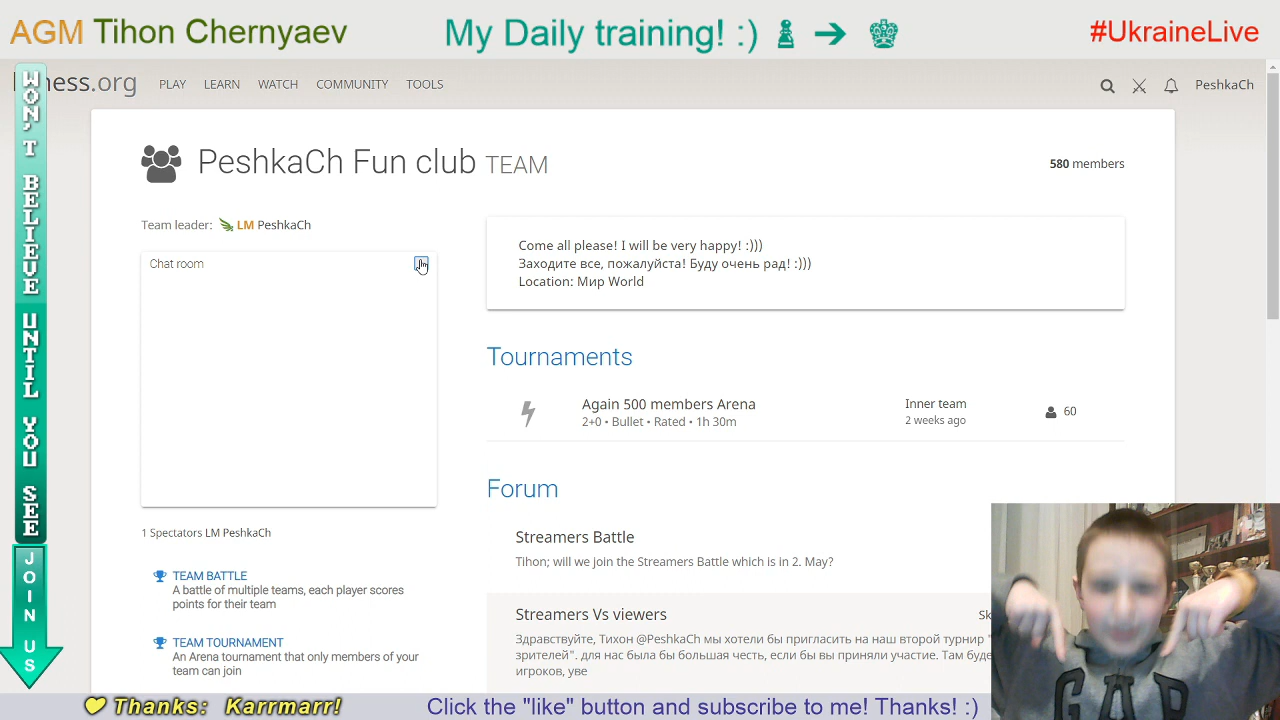 AGM Tihon Chernyaev
My Daily training! :)
#UkraineLive
WON'T BELIEVE UNTIL YOU SEE
JOIN US
hess.org
PLAY LEARN WATCH COMMUNITY TOOLS
PeshkaCh
PeshkaCh Fun club TEAM
580 members
Team leader: LM PeshkaCh
Chat room
1 Spectators LM PeshkaCh
TEAM BATTLE
A battle of multiple teams, each player scores
points for their team
TEAM TOURNAMENT
An Arena tournament that only members of your
team can join
Come all please! I will be very happy! :)))
Заходите все, пожалуйста! Буду очень рад! :)))
Location: Мир World
Tournaments
Again 500 members Arena
2+0 • Bullet • Rated • 1h 30m
Inner team
2 weeks ago
60
Forum
Streamers Battle
Tihon; will we join the Streamers Battle which is in 2. May?
Streamers Vs viewers
Sk
Здравствуйте, Тихон @PeshkaCh мы хотели бы пригласить на наш второй турнир "
зрителей". для нас была бы большая честь, если бы вы приняли участие. Там буде
игроков, уве
GAP
Thanks: Karrmarr!
Click the "like" button and subscribe to me! Thanks! :)